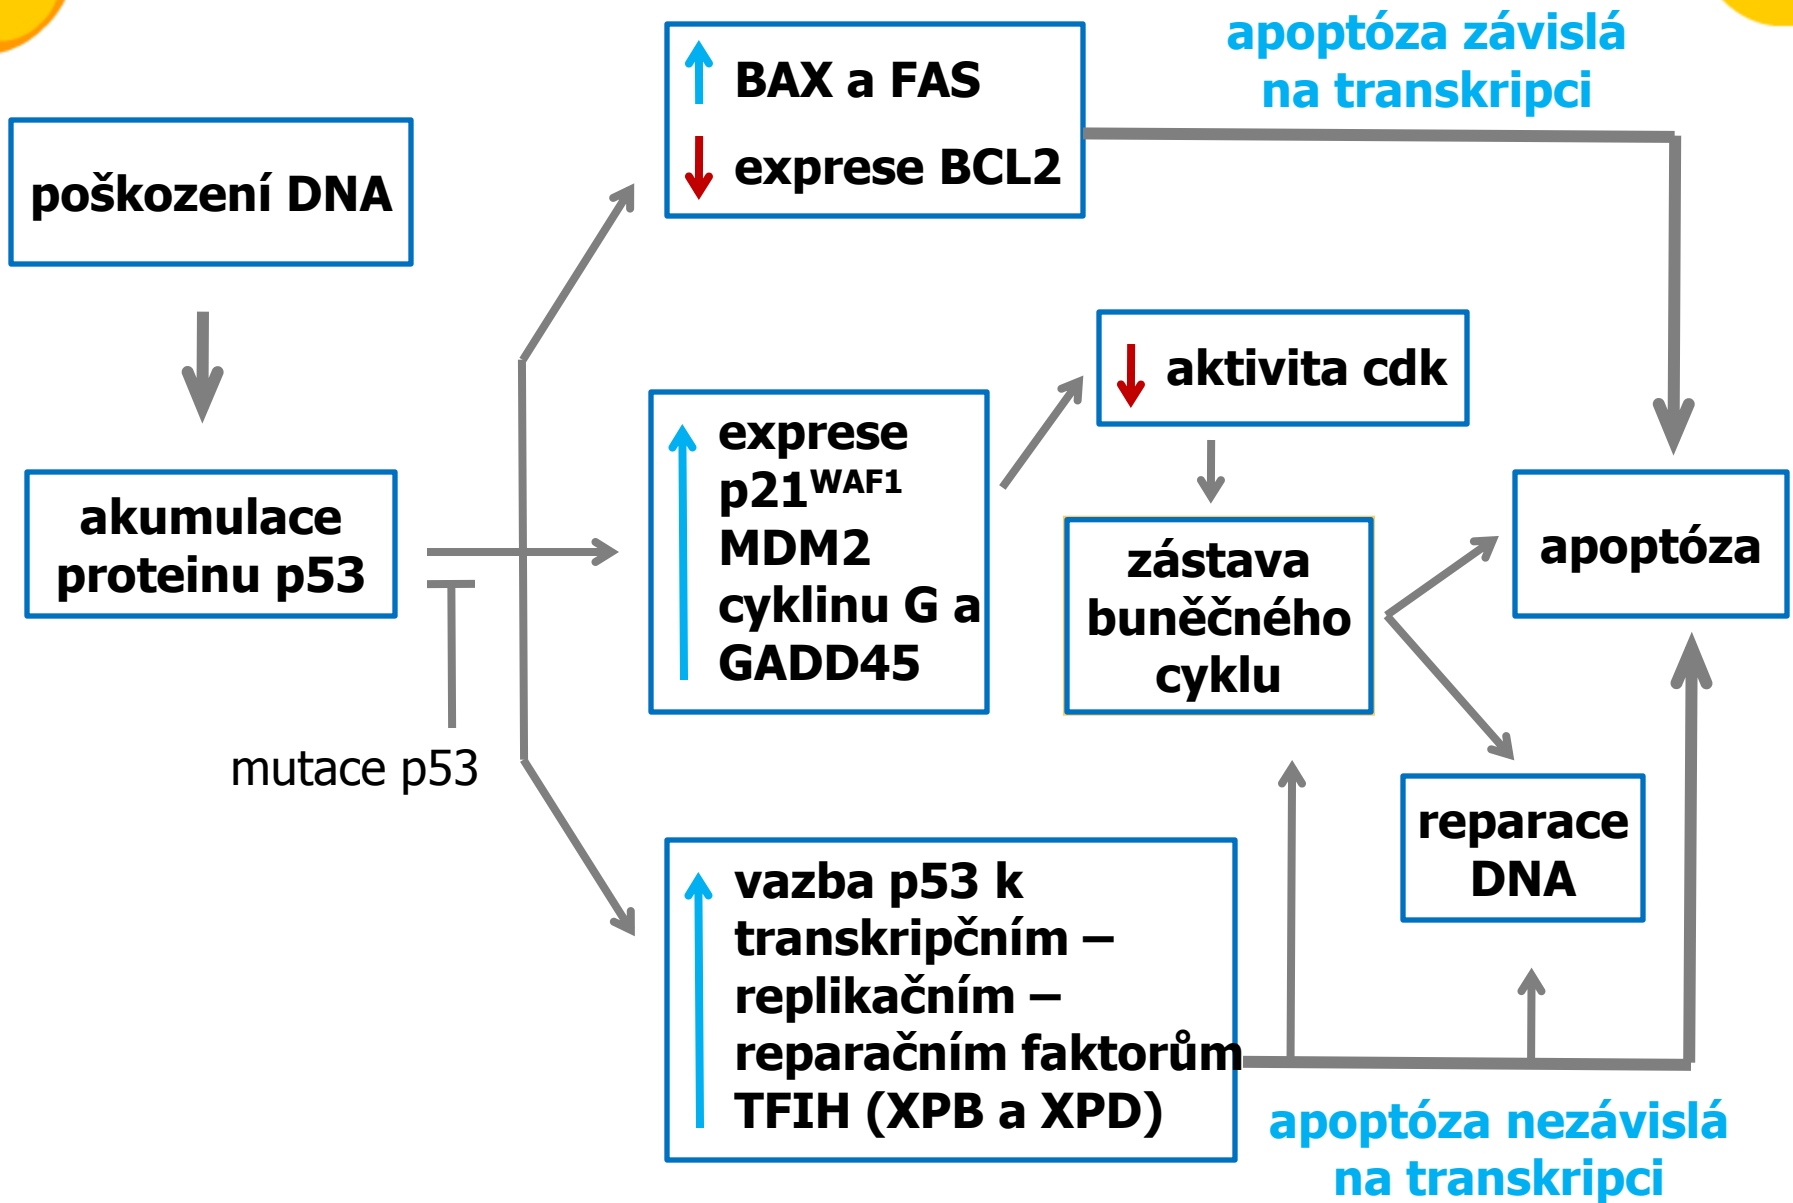 apoptóza závislá
na transkripci
BAX a FAS
exprese BCL2
poškození DNA
aktivita cdk
exprese
p21WAF1
MDM2
cyklinu G a
GADD45
akumulace
proteinu p53
zástava
buněčného
cyklu
apoptóza
mutace p53
reparace
DNA
vazba p53 k
transkripčním –
replikačním –
reparačním faktorům
TFIH (XPB a XPD)
apoptóza nezávislá
na transkripci